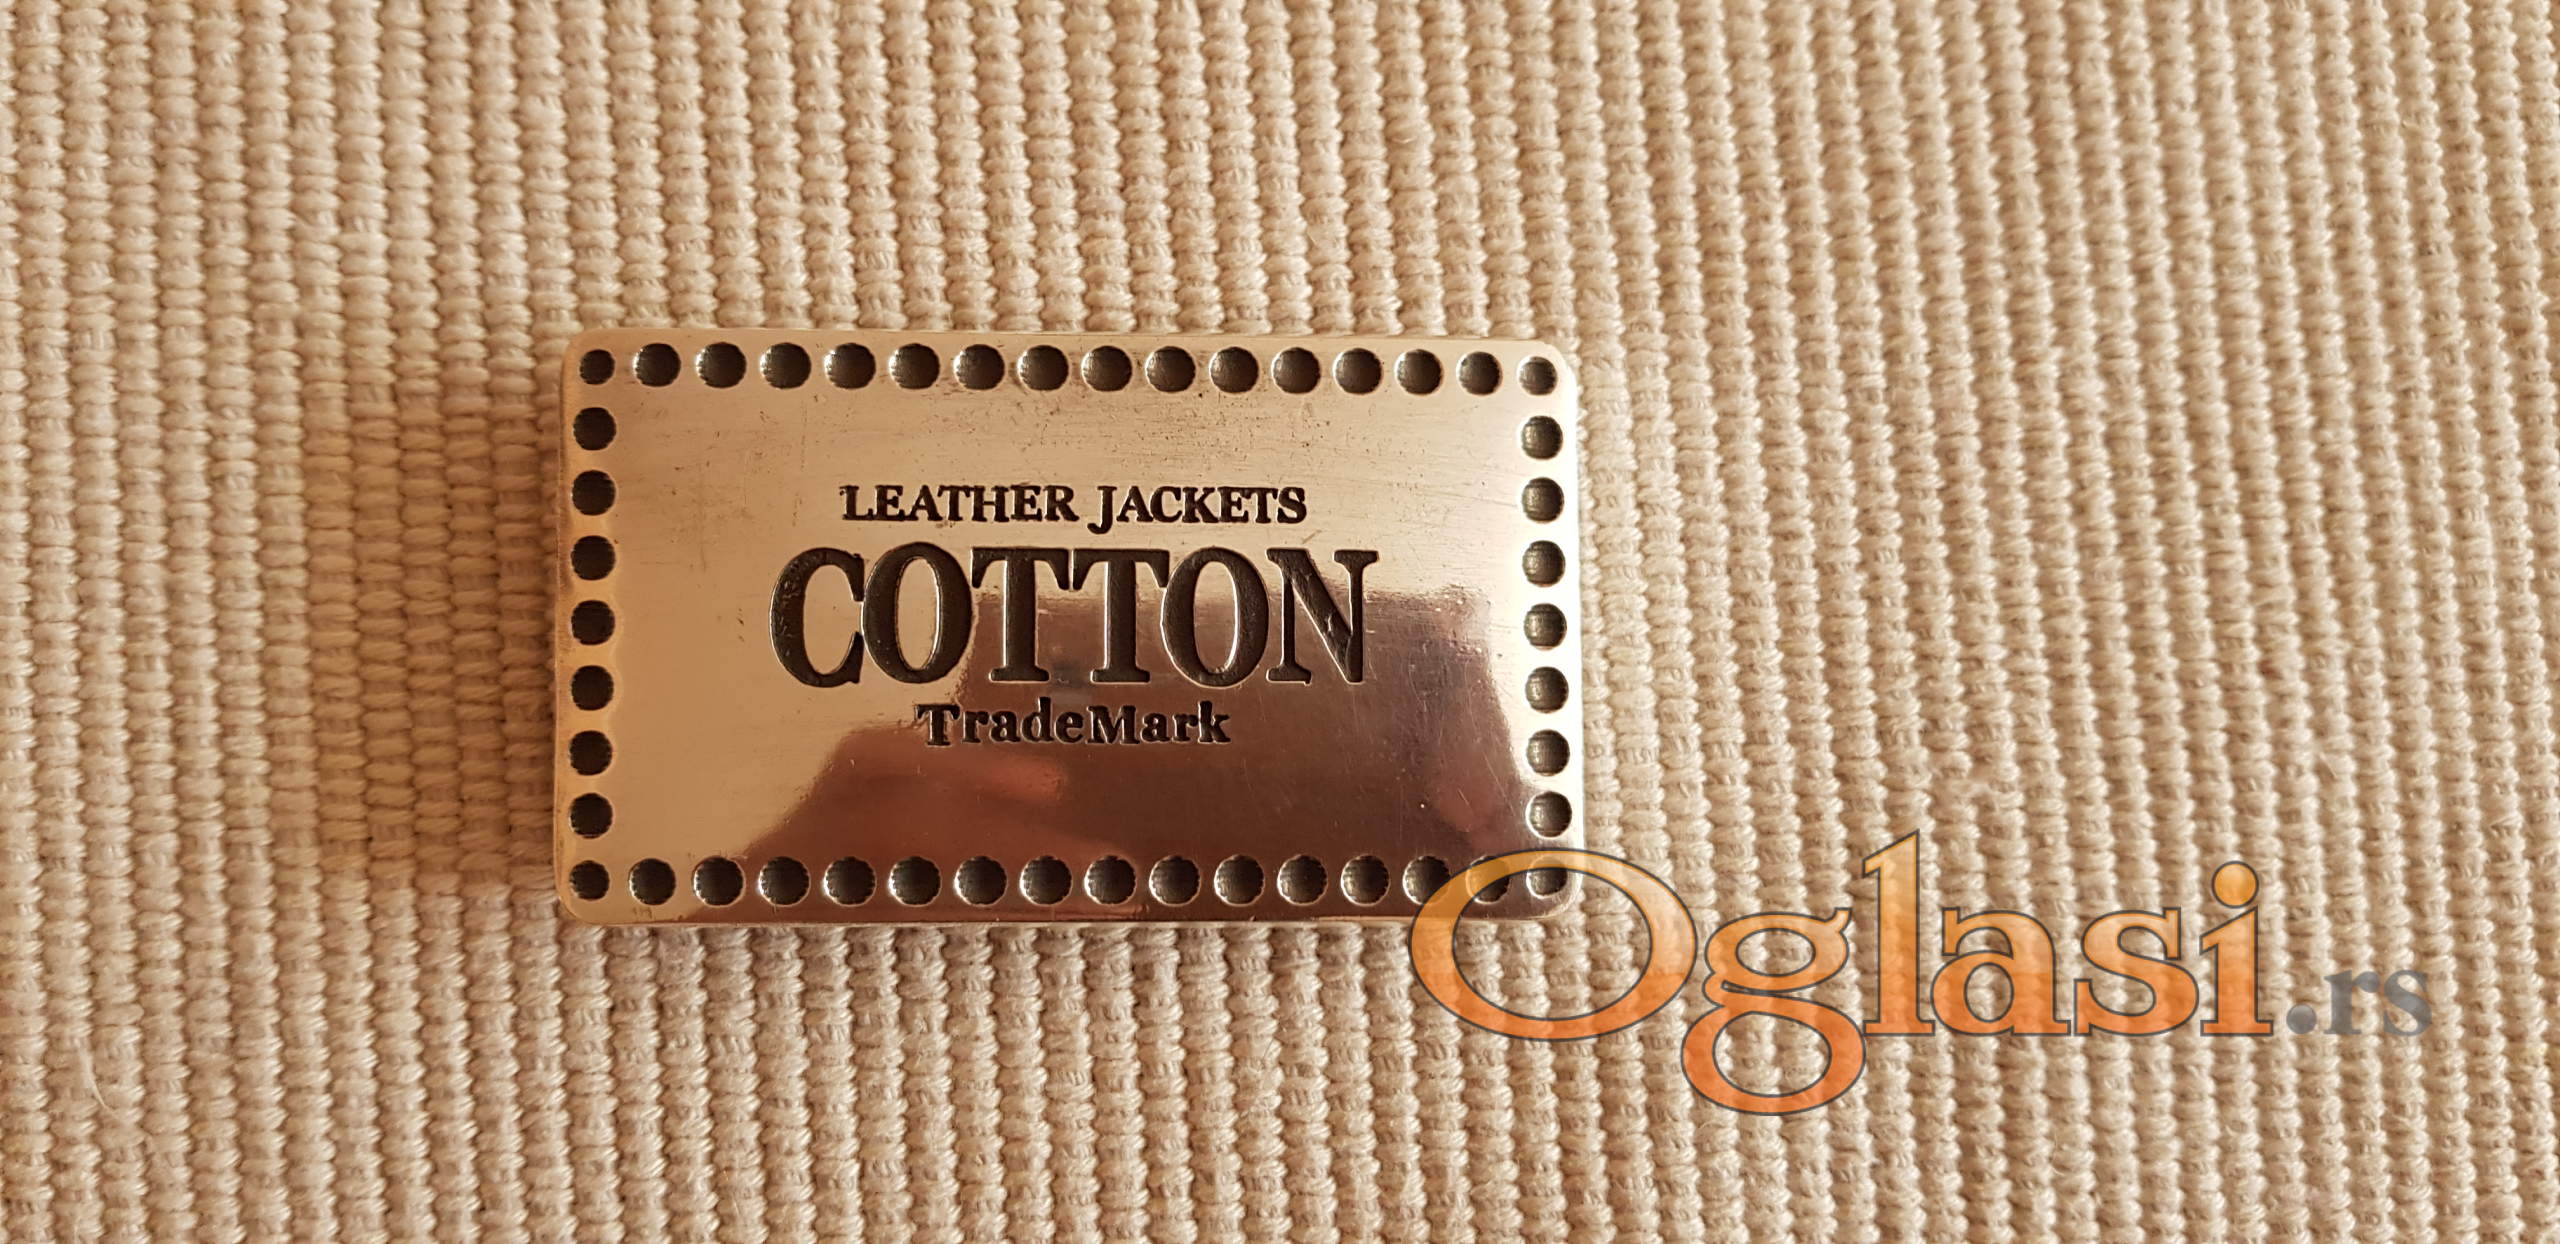 LEATHER JACKETS
COTTON
TradeMark
Oglasi.rs